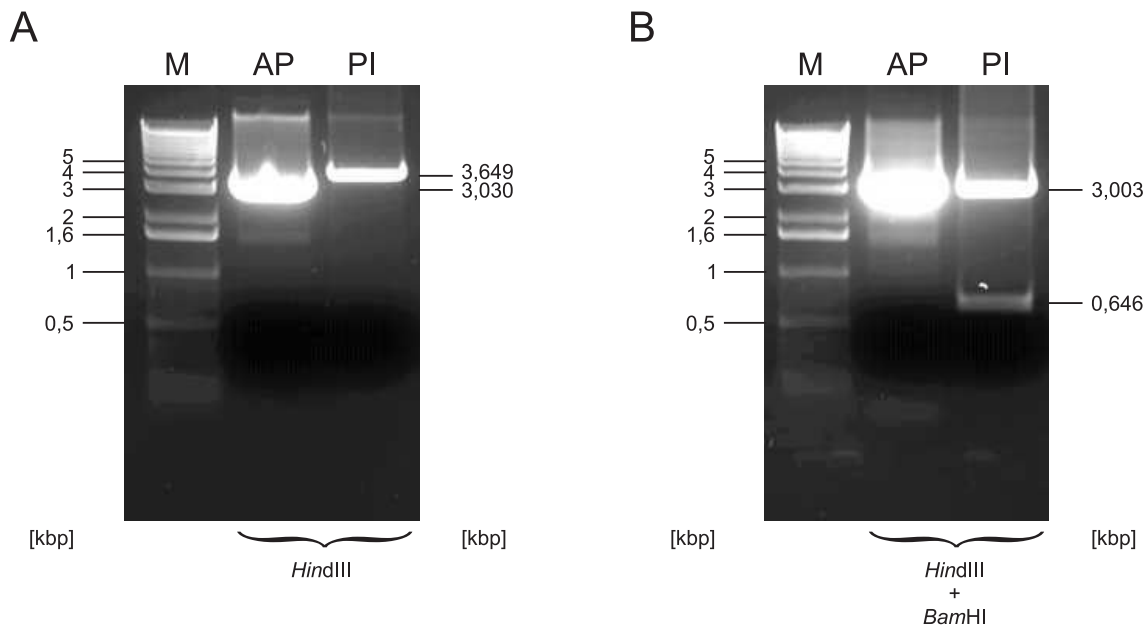 A
M AP PI
5
4
3
2
1,6
1
0,5
3,649
3,030
[kbp]
[kbp]
HindIII
B
M AP PI
5
4
3
2
1,6
1
0,5
3,003
0,646
[kbp]
[kbp]
HindIII
+
BamHI